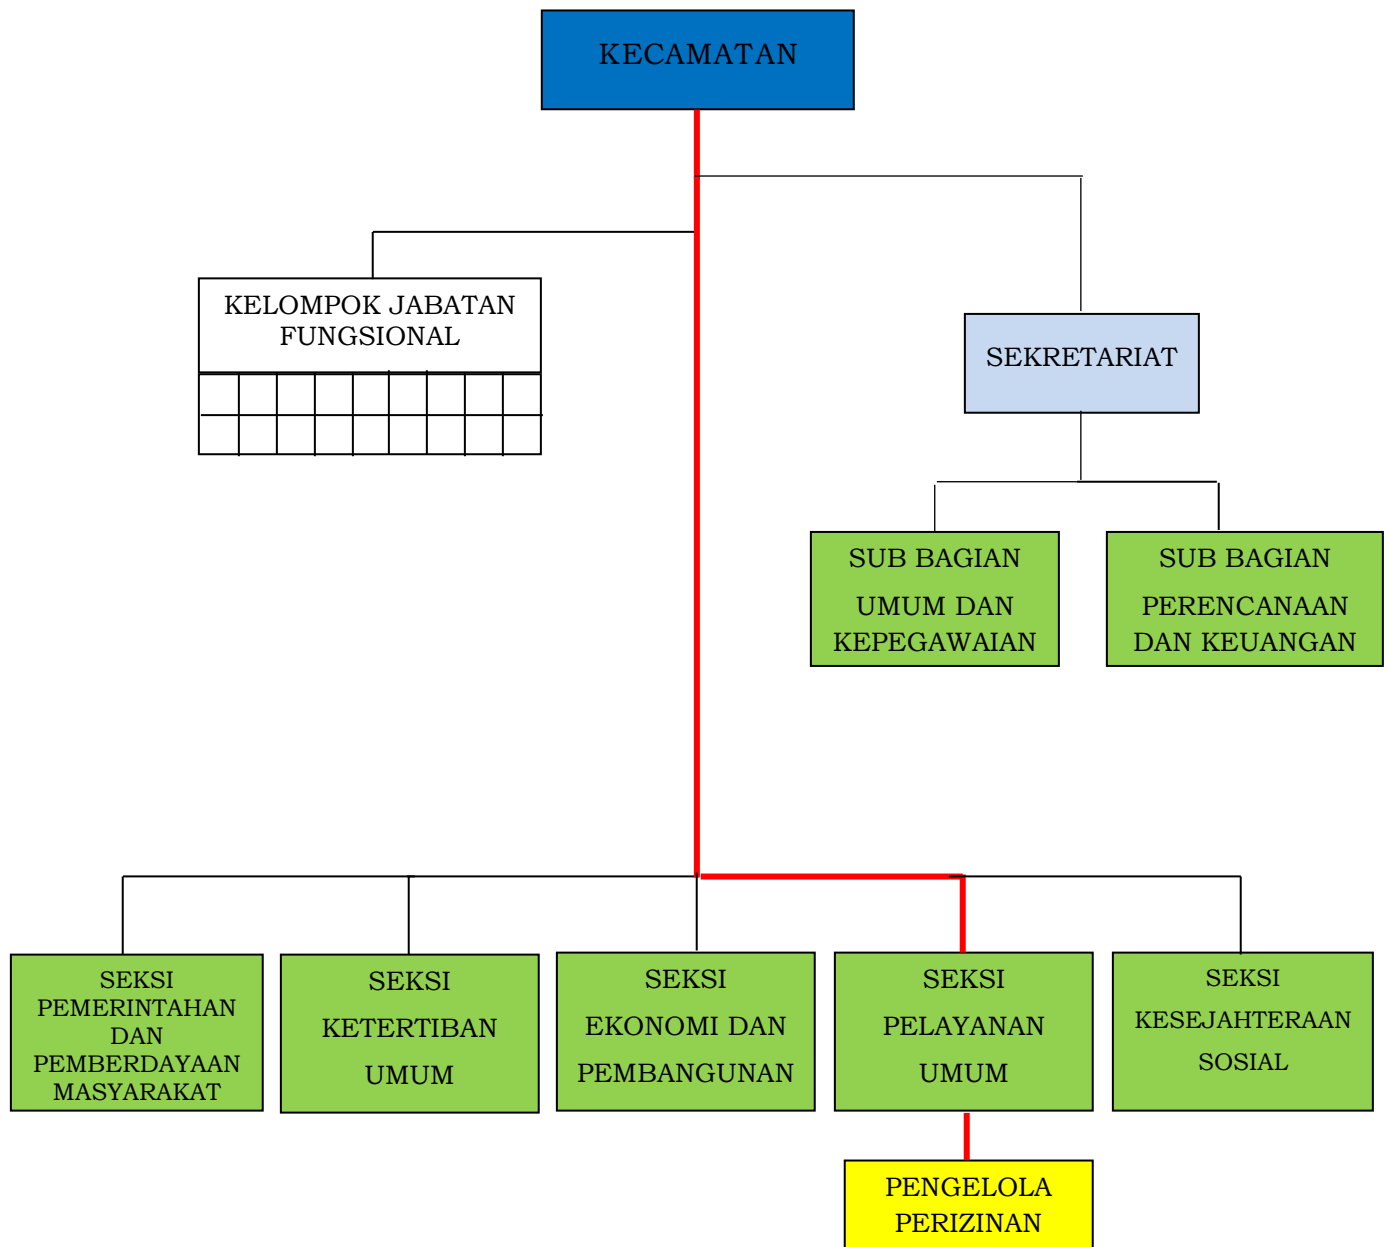 KECAMATAN
KELOMPOK JABATAN
FUNGSIONAL
SEKRETARIAT
SUB BAGIAN
UMUM DAN
KEPEGAWAIAN
SUB BAGIAN
PERENCANAAN
DAN KEUANGAN
SEKSI
PEMERINTAHAN
DAN
PEMBERDAYAAN
MASYARAKAT
SEKSI
KETERTIBAN
UMUM
SEKSI
EKONOMI DAN
PEMBANGUNAN
SEKSI
PELAYANAN
UMUM
SEKSI
KESEJAHTERAAN
SOSIAL
PENGELOLA
PERIZINAN